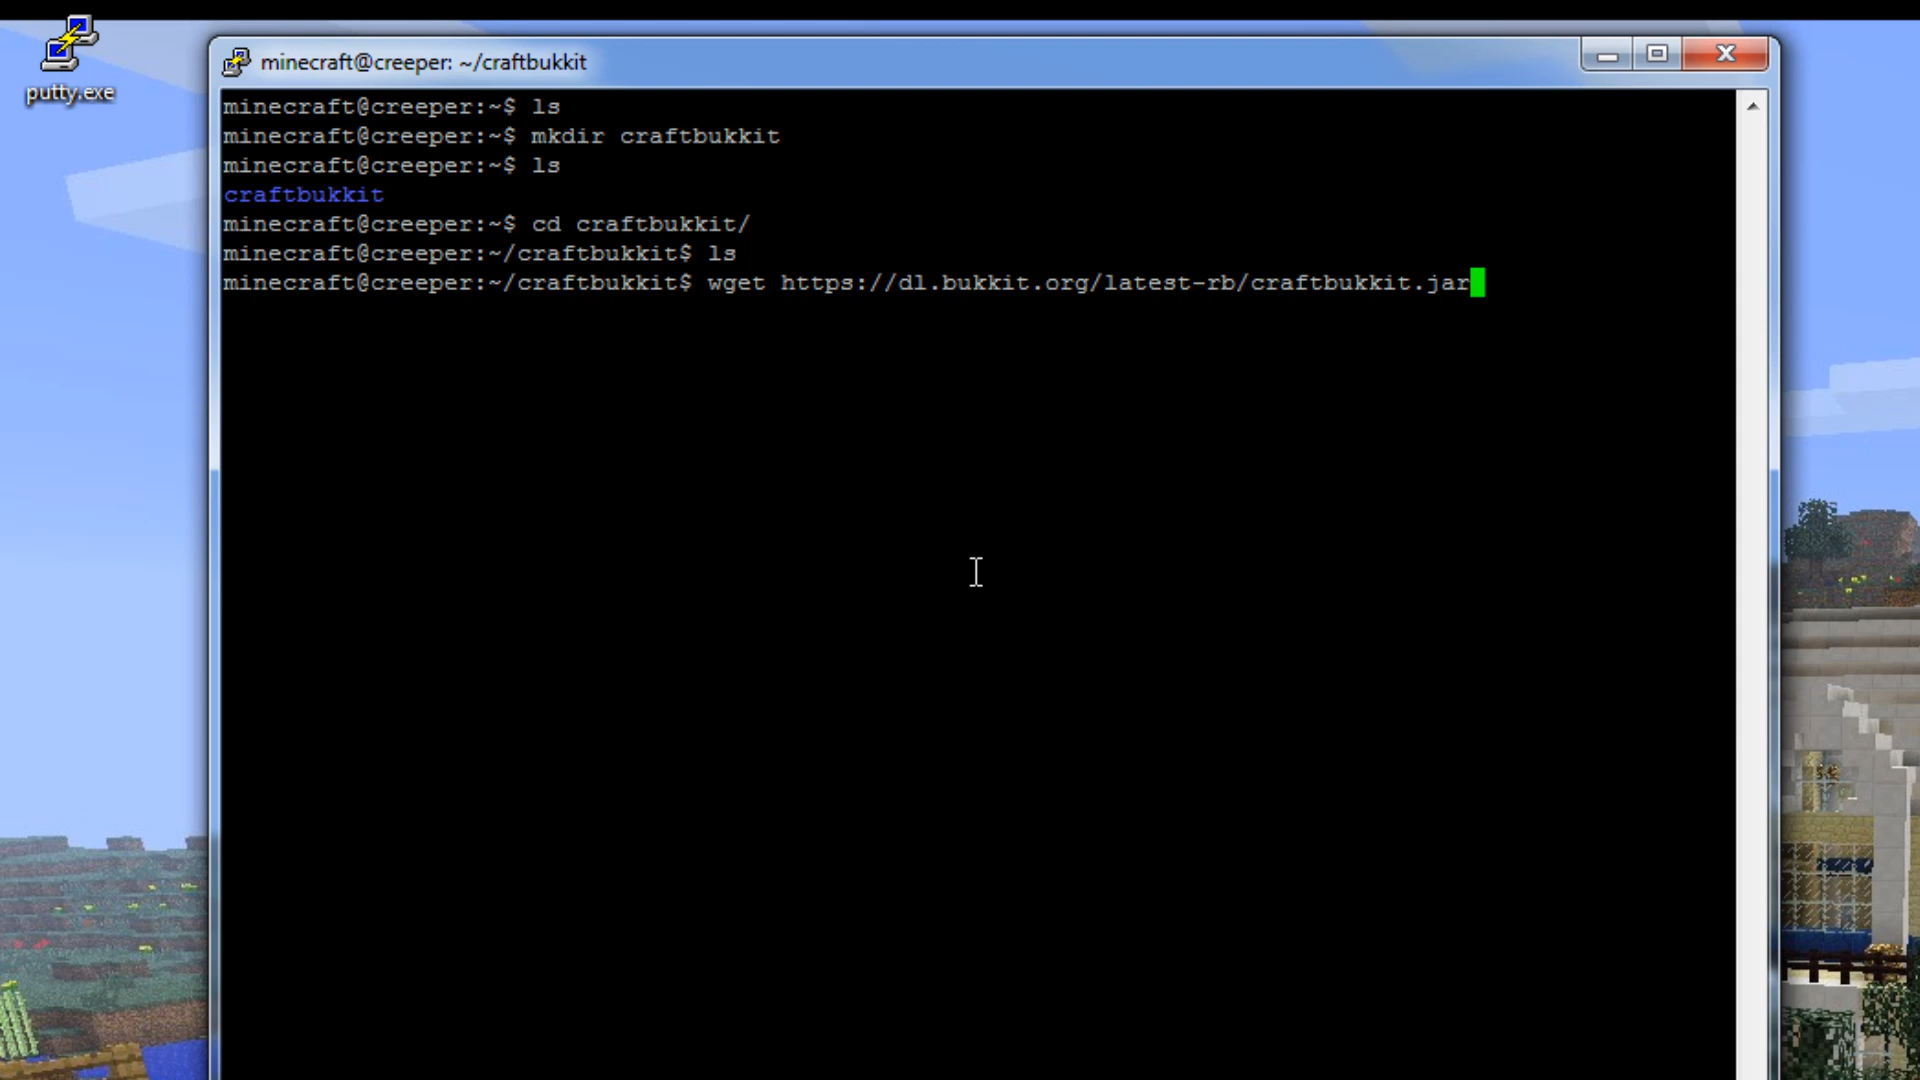 putty.exe
minecraft@creeper: ~/craftbukkit
minecraft@creeper:~$ ls
minecraft@creeper:~$ mkdir craftbukkit
minecraft@creeper:~$ ls
craftbukkit
minecraft@creeper:~$ cd craftbukkit/
minecraft@creeper:~/craftbukkit$ ls
minecraft@creeper:~/craftbukkit$ wget https://dl.bukkit.org/latest-rb/craftbukkit.jar